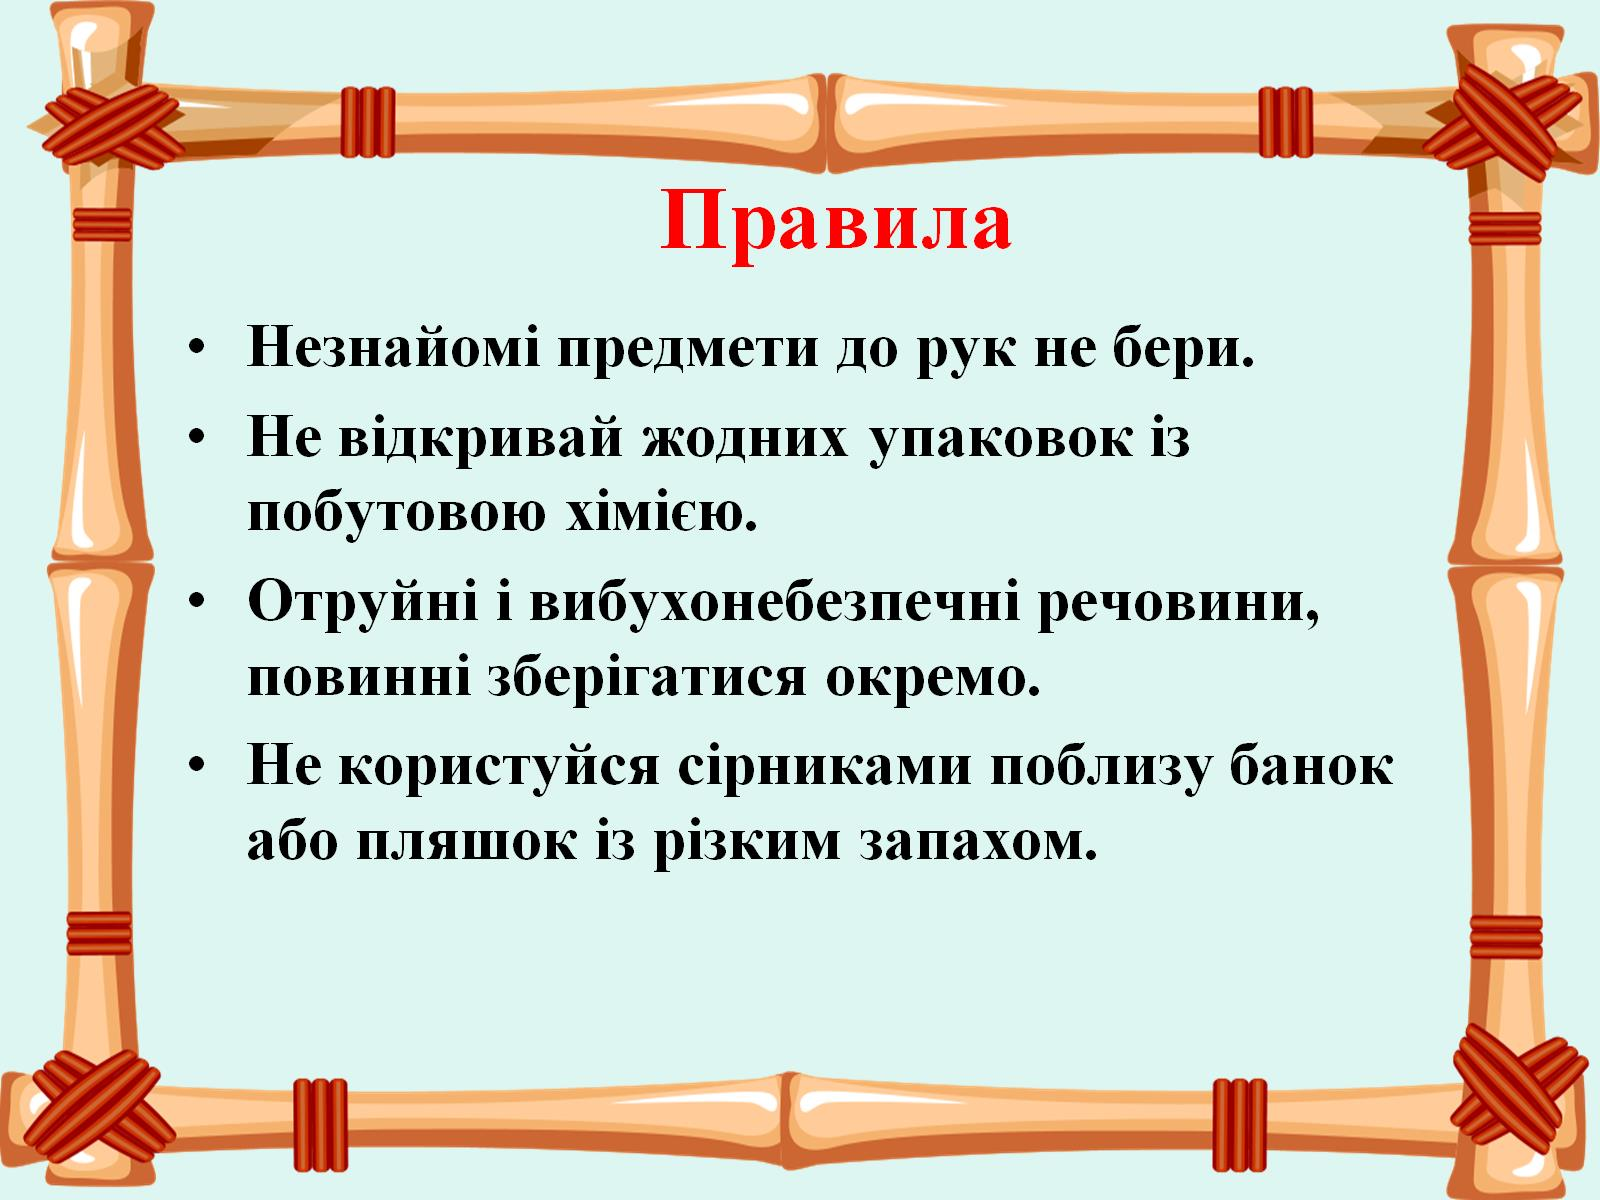 Правила
• Незнайомі предмети до рук не бери.
• Не відкривай жодних упаковок із
побутовою хімією.
• Отруйні і вибухонебезпечні речовини,
повинні зберігатися окремо.
• Не користуйся сірниками поблизу банок
або пляшок із різким запахом.